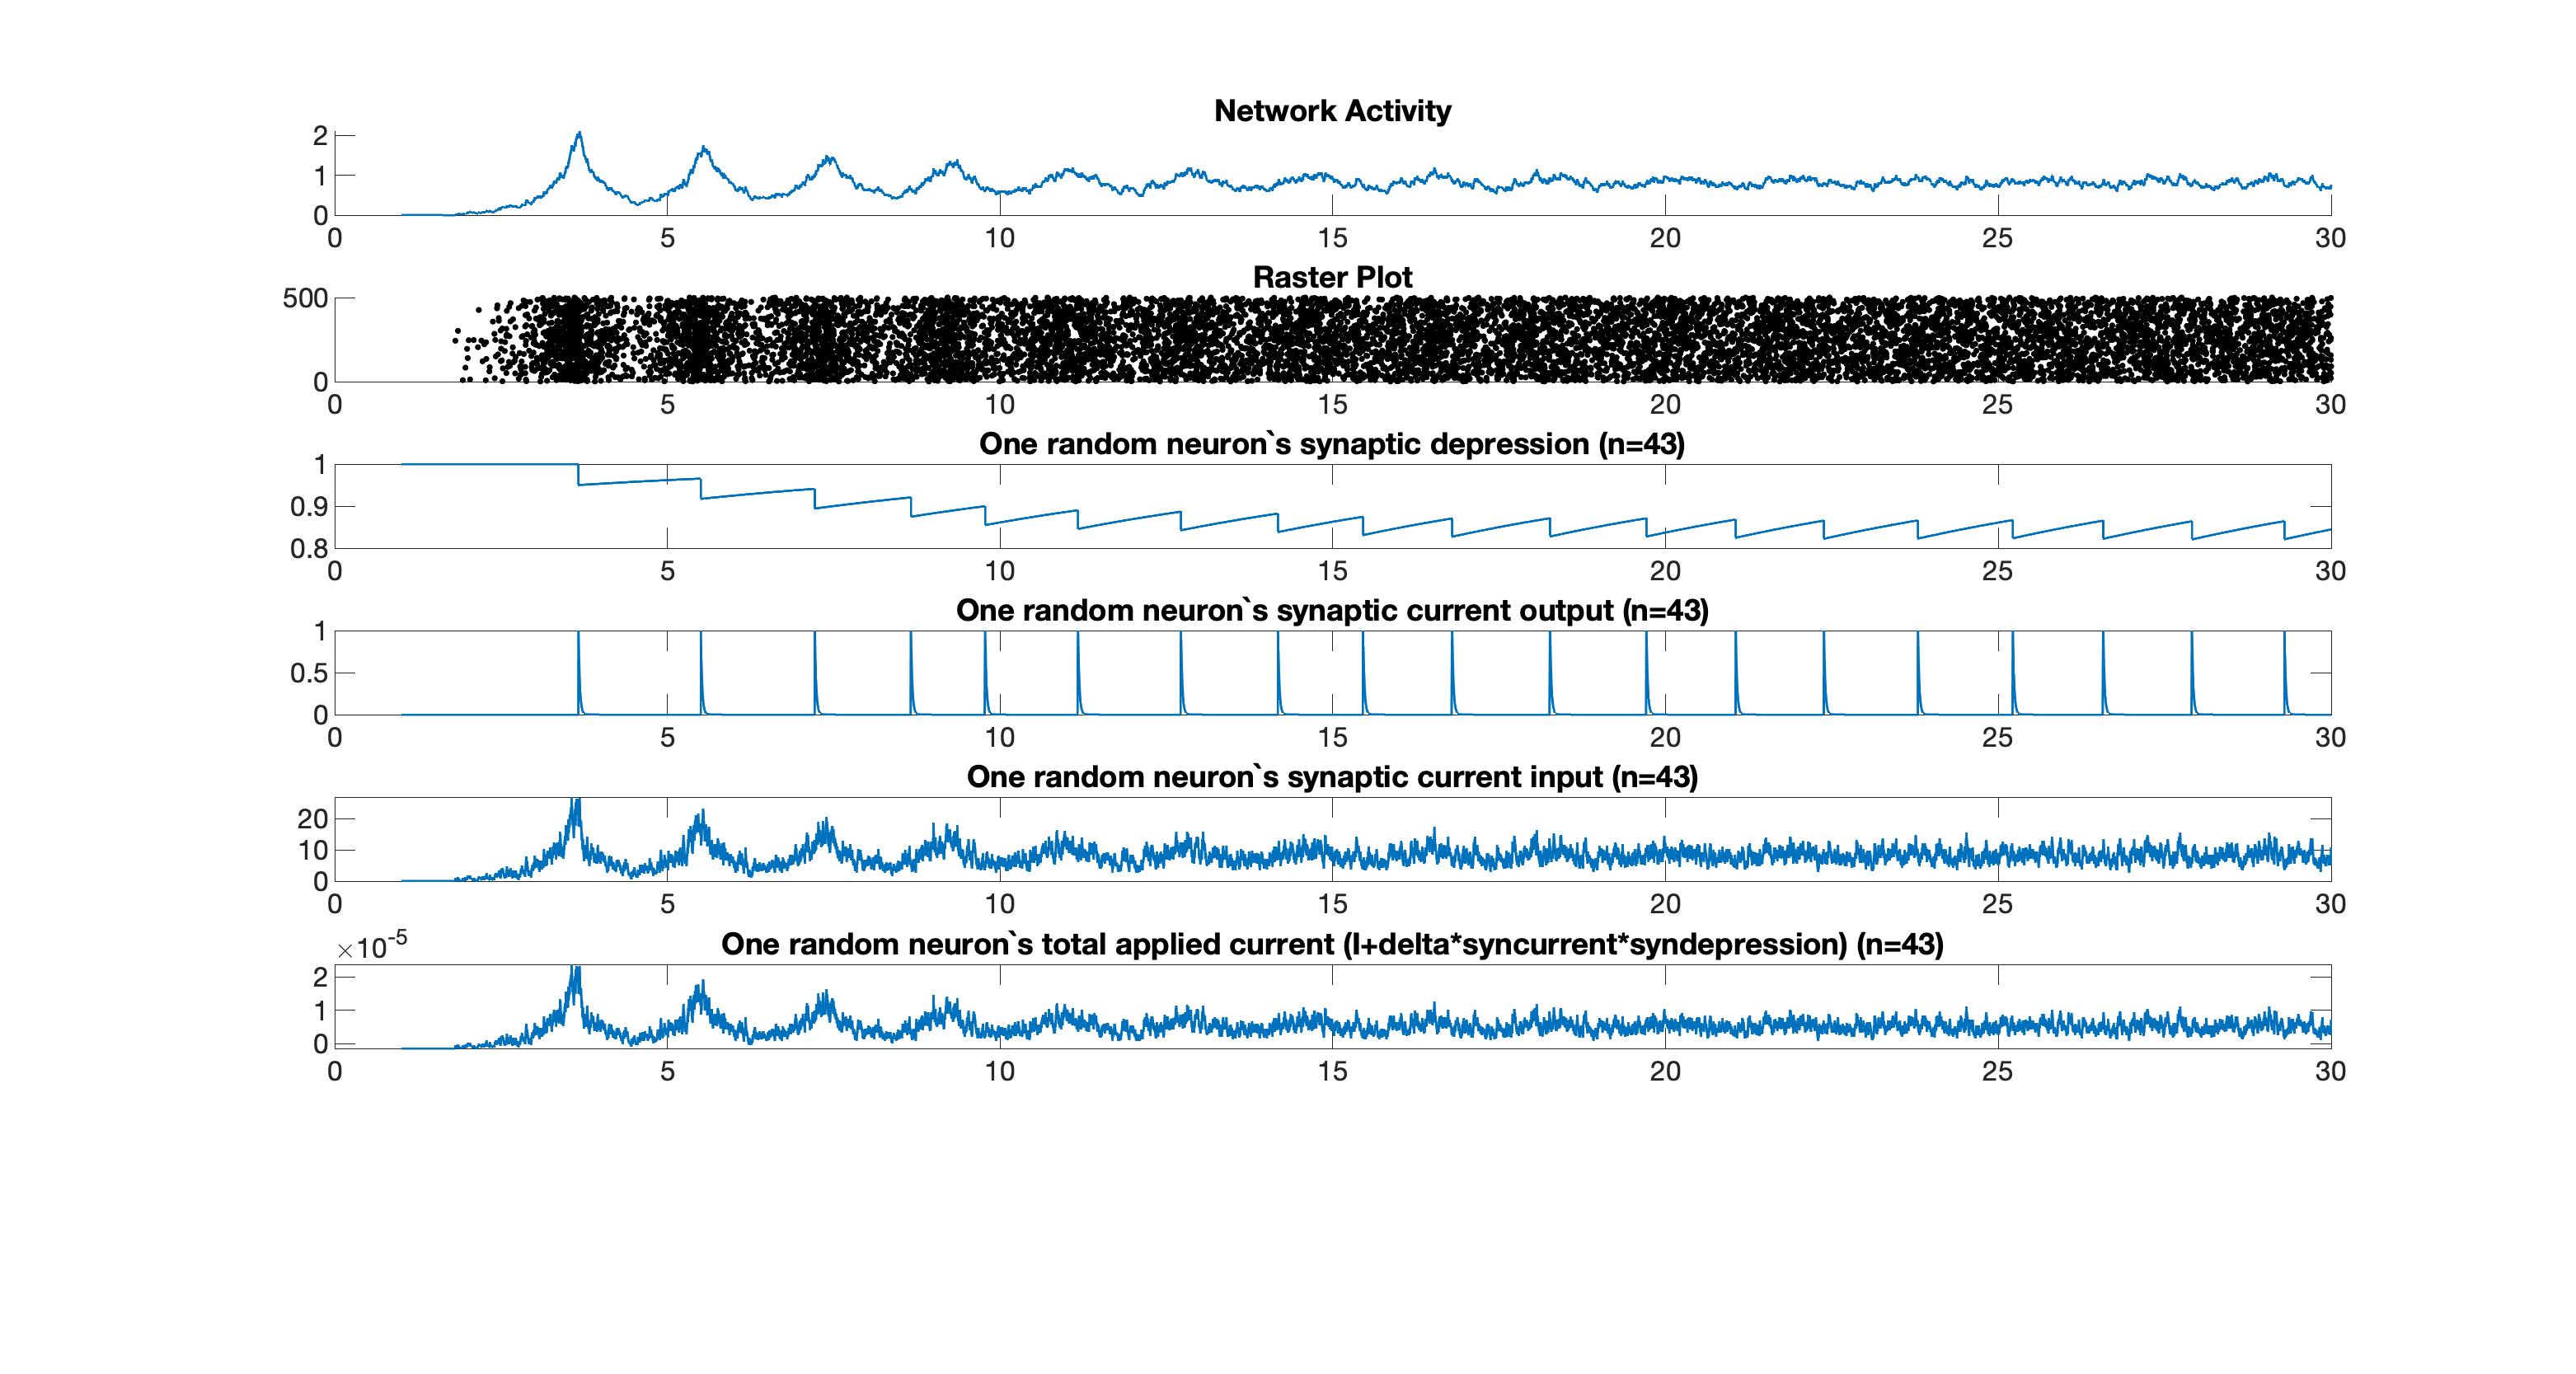 Network Activity
2
1
0
0 5 10 15 20 25 30
Raster Plot
500
0
0 5 10 15 20 25 30
One random neuron`s synaptic depression (n=43)
1
0.9
0.8
0 5 10 15 20 25 30
One random neuron`s synaptic current output (n=43)
1
0.5
0
0 5 10 15 20 25 30
One random neuron`s synaptic current input (n=43)
20
10
0
0 5 10 15 20 25 30
×10-5
One random neuron`s total applied current (I+delta*syncurrent*syndepression) (n=43)
2
1
0
0 5 10 15 20 25 30